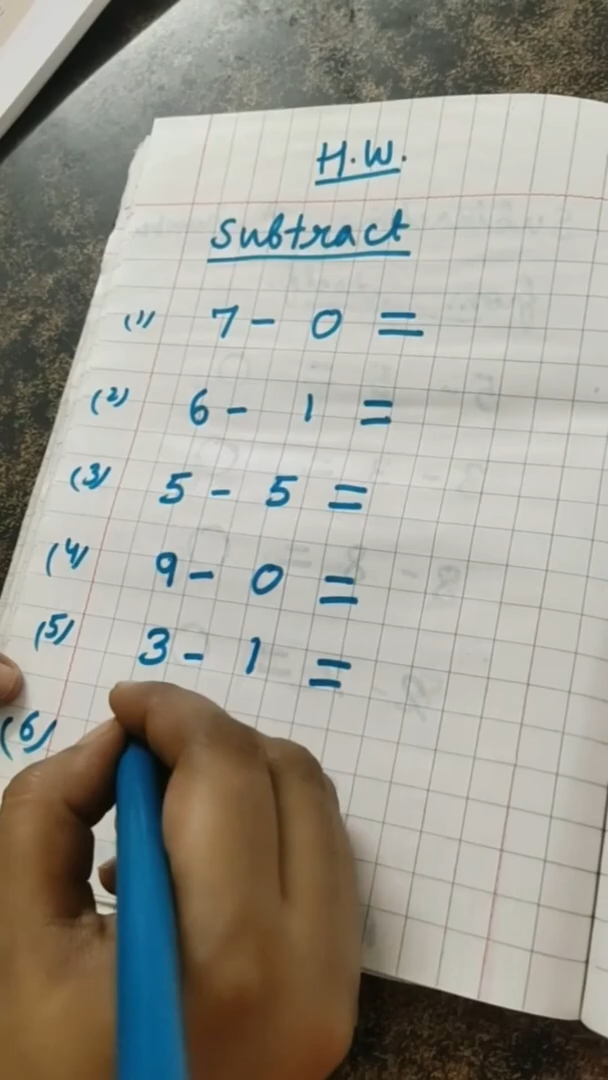 H.W.
Subtract
(1) 7 - 0 =
(2) 6 - 1 =
(3) 5 - 5 =
(4) 9 - 0 =
(5) 3 - 1 =
(6)